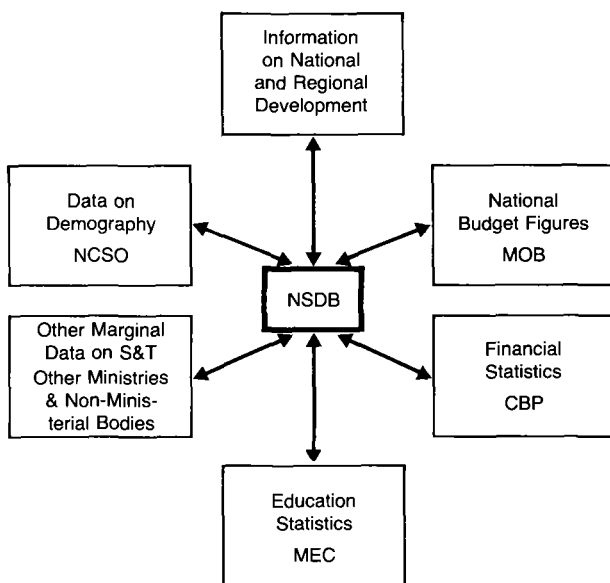 Information
on National
and Regional
Development
Data on
Demography
NCSO
National
Budget Figures
MOB
NSDB
Other Marginal
Data on S&T
Other Ministries
& Non-Minis-
terial Bodies
Financial
Statistics
CBP
Education
Statistics
MEC